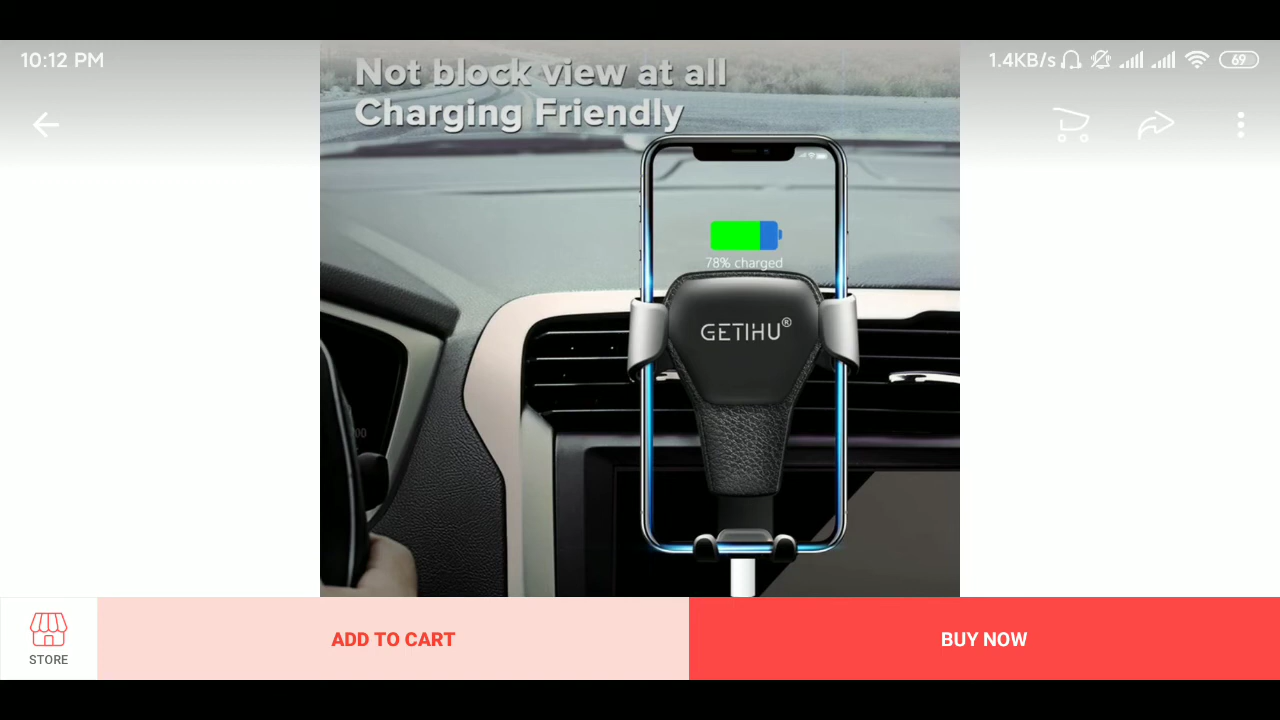 10:12 PM
1.4KB/s
69
Not block view at all
Charging Friendly
78% charged
GETIHU®
STORE
ADD TO CART
BUY NOW